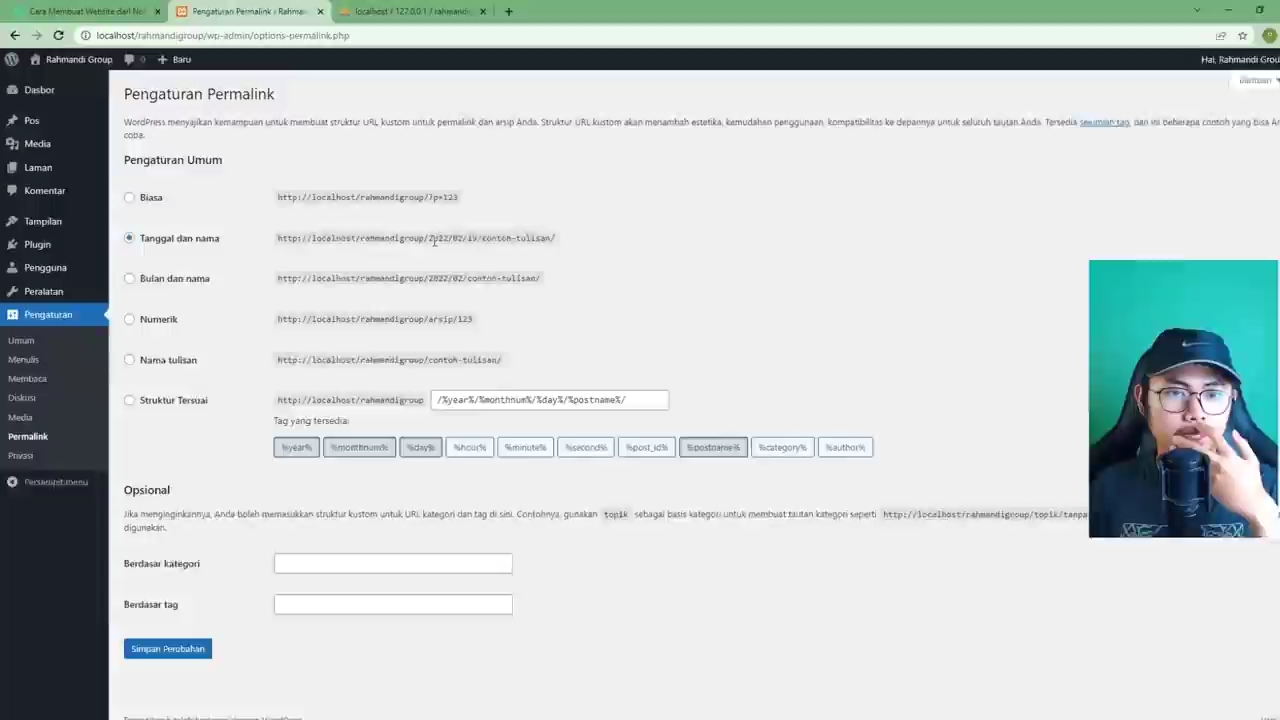 Cara Membuat Website dari No
Pengaturan Permalink ‹ Rahman
localhost / 127.0.0.1 / rahmandig
localhost/rahmandigroup/wp-admin/options-permalink.php
Rahmandi Group
0
Baru
Hai, Rahmandi Grou
Dasbor
Pos
Media
Laman
Komentar
Tampilan
Plugin
Pengguna
Peralatan
Pengaturan
Umum
Menulis
Membaca
Diskusi
Media
Permalink
Privasi
Persempit menu
Bantuan
Pengaturan Permalink
WordPress menyajikan kemampuan untuk membuat struktur URL kustom untuk permalink dan arsip Anda. Struktur URL kustom akan menambah estetika, kemudahan penggunaan, kompatibilitas ke depannya untuk seluruh tautan Anda. Tersedia sejumlah tag, dan ini beberapa contoh yang bisa An
coba.
Pengaturan Umum
Biasa http://localhost/rahmandigroup/?p=123
Tanggal dan nama http://localhost/rahmandigroup/2022/02/19/contoh-tulisan/
Bulan dan nama http://localhost/rahmandigroup/2022/02/contoh-tulisan/
Numerik http://localhost/rahmandigroup/arsip/123
Nama tulisan http://localhost/rahmandigroup/contoh-tulisan/
Struktur Tersuai http://localhost/rahmandigroup /%year%/%monthnum%/%day%/%postname%/
Tag yang tersedia:
%year% %monthnum% %day% %hour% %minute% %second% %post_id% %postname% %category% %author%
Opsional
Jika menginginkannya, Anda boleh memasukkan struktur kustom untuk URL kategori dan tag di sini. Contohnya, gunakan topik sebagai basis kategori untuk membuat tautan kategori seperti http://localhost/rahmandigroup/topik/tanpa
digunakan.
Berdasar kategori
Berdasar tag
Simpan Perubahan